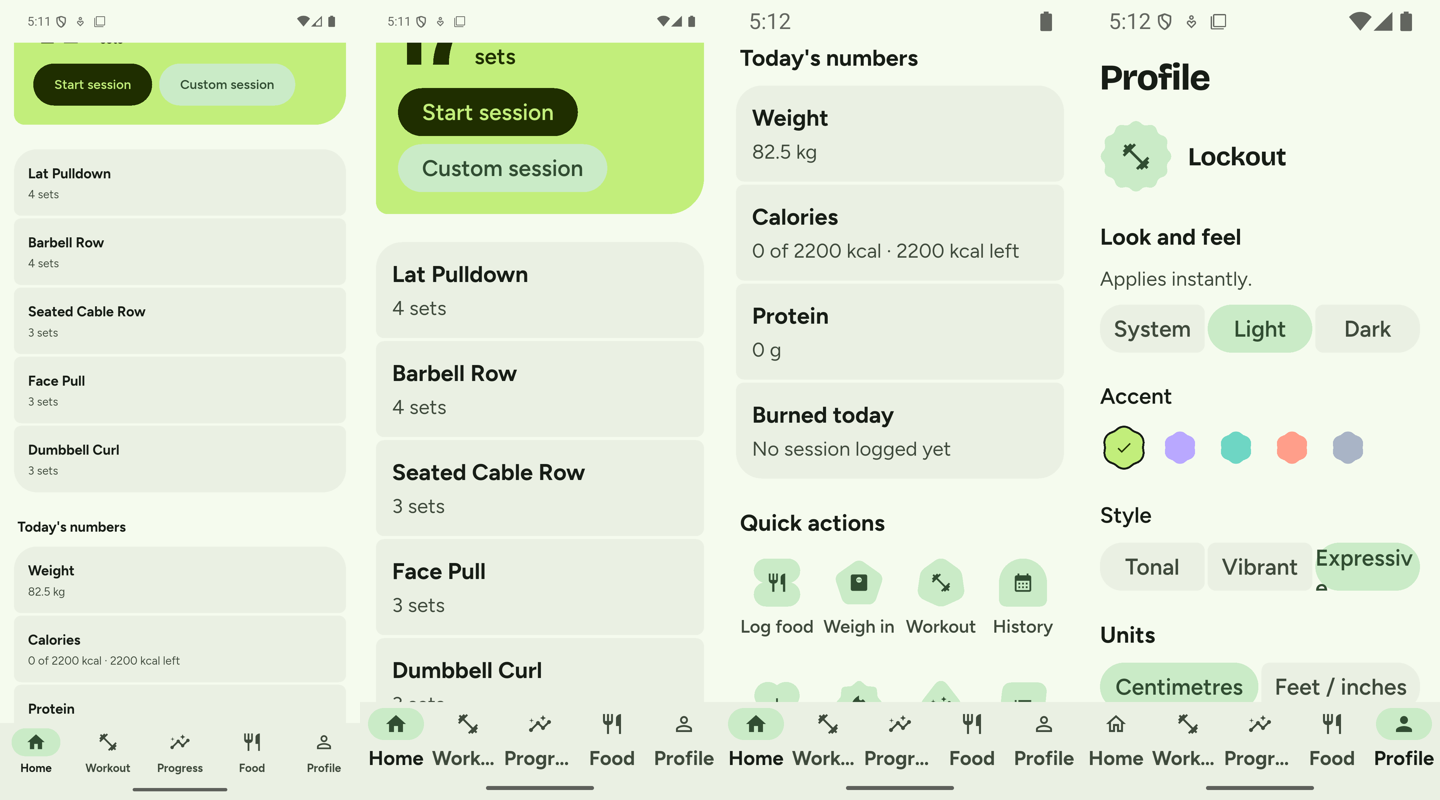 5:11
Start session
Custom session
Lat Pulldown
4 sets
Barbell Row
4 sets
Seated Cable Row
3 sets
Face Pull
3 sets
Dumbbell Curl
3 sets
Today's numbers
Weight
82.5 kg
Calories
0 of 2200 kcal · 2200 kcal left
Protein
Home
Workout
Progress
Food
Profile
5:11
17
sets
Start session
Custom session
Lat Pulldown
4 sets
Barbell Row
4 sets
Seated Cable Row
3 sets
Face Pull
3 sets
Dumbbell Curl
Home
Work...
Progr...
Food
Profile
5:12
Today's numbers
Weight
82.5 kg
Calories
0 of 2200 kcal · 2200 kcal left
Protein
0 g
Burned today
No session logged yet
Quick actions
Log food
Weigh in
Workout
History
Home
Work...
Progr...
Food
Profile
5:12
Profile
Lockout
Look and feel
Applies instantly.
System
Light
Dark
Accent
Style
Tonal
Vibrant
Expressiv
e
Units
Centimetres
Feet / inches
Home
Work...
Progr...
Food
Profile